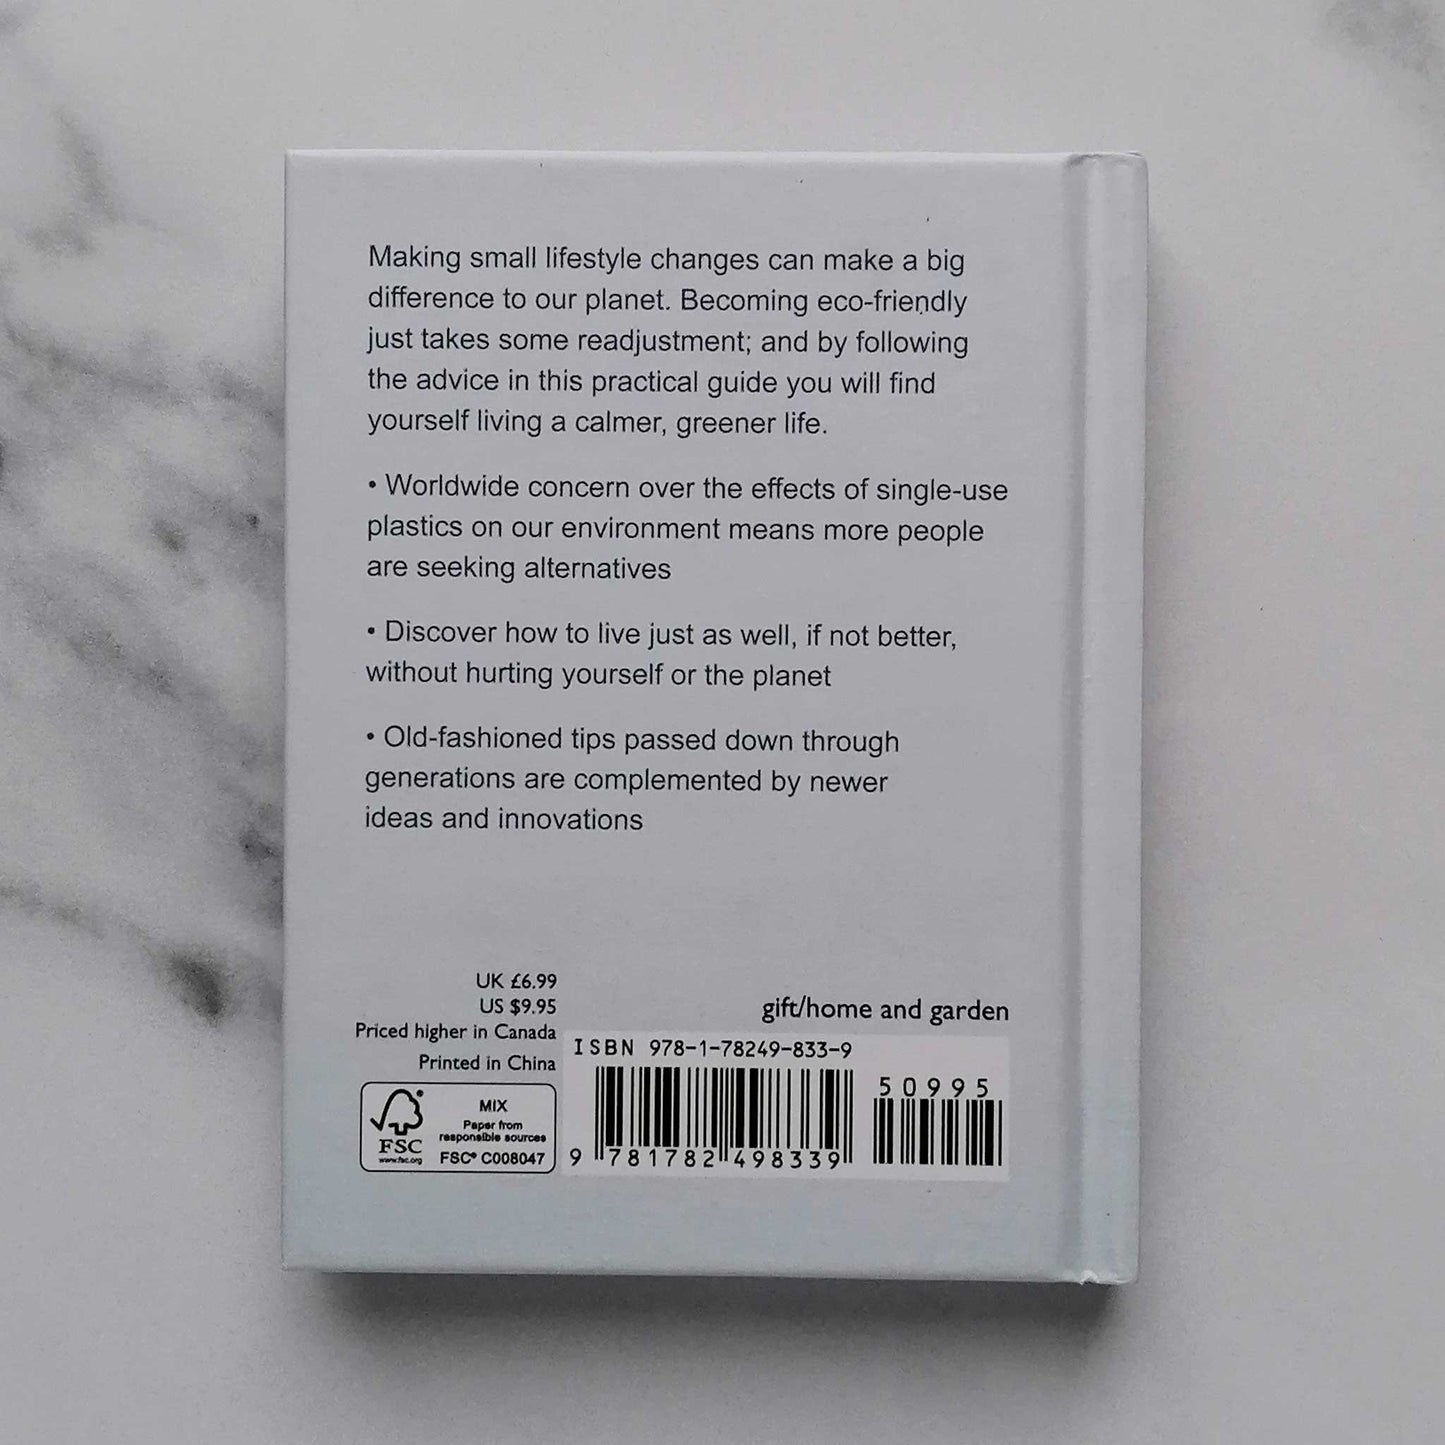 Making small lifestyle changes can make a big
difference to our planet. Becoming eco-friendly
just takes some readjustment; and by following
the advice in this practical guide you will find
yourself living a calmer, greener life.
• Worldwide concern over the effects of single-use
plastics on our environment means more people
are seeking alternatives
• Discover how to live just as well, if not better,
without hurting yourself or the planet
• Old-fashioned tips passed down through
generations are complemented by newer
ideas and innovations
UK £6.99
US $9.95
Priced higher in Canada
Printed in China
MIX
Paper from
responsible sources
FSC® C008047
FSC
www.fsc.org
gift/home and garden
ISBN 978-1-78249-833-9
50995
9 781782 498339